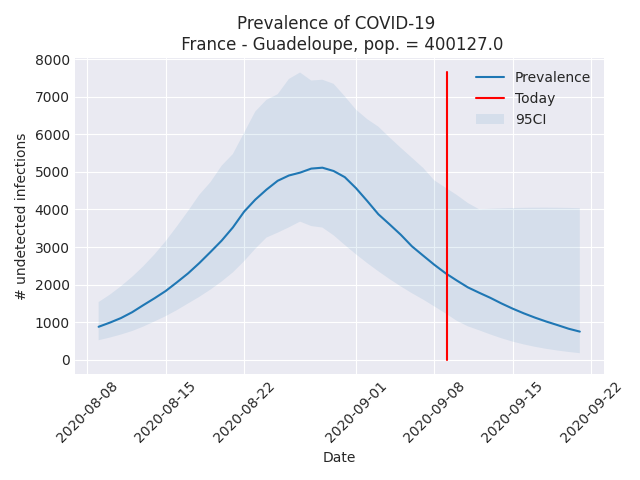 Prevalence of COVID-19
France - Guadeloupe, pop. = 400127.0
8000
7000
6000
5000
4000
3000
2000
1000
0
# undetected infections
Prevalence
Today
95CI
2020-08-08
2020-08-15
2020-08-22
2020-09-01
2020-09-08
2020-09-15
2020-09-22
Date